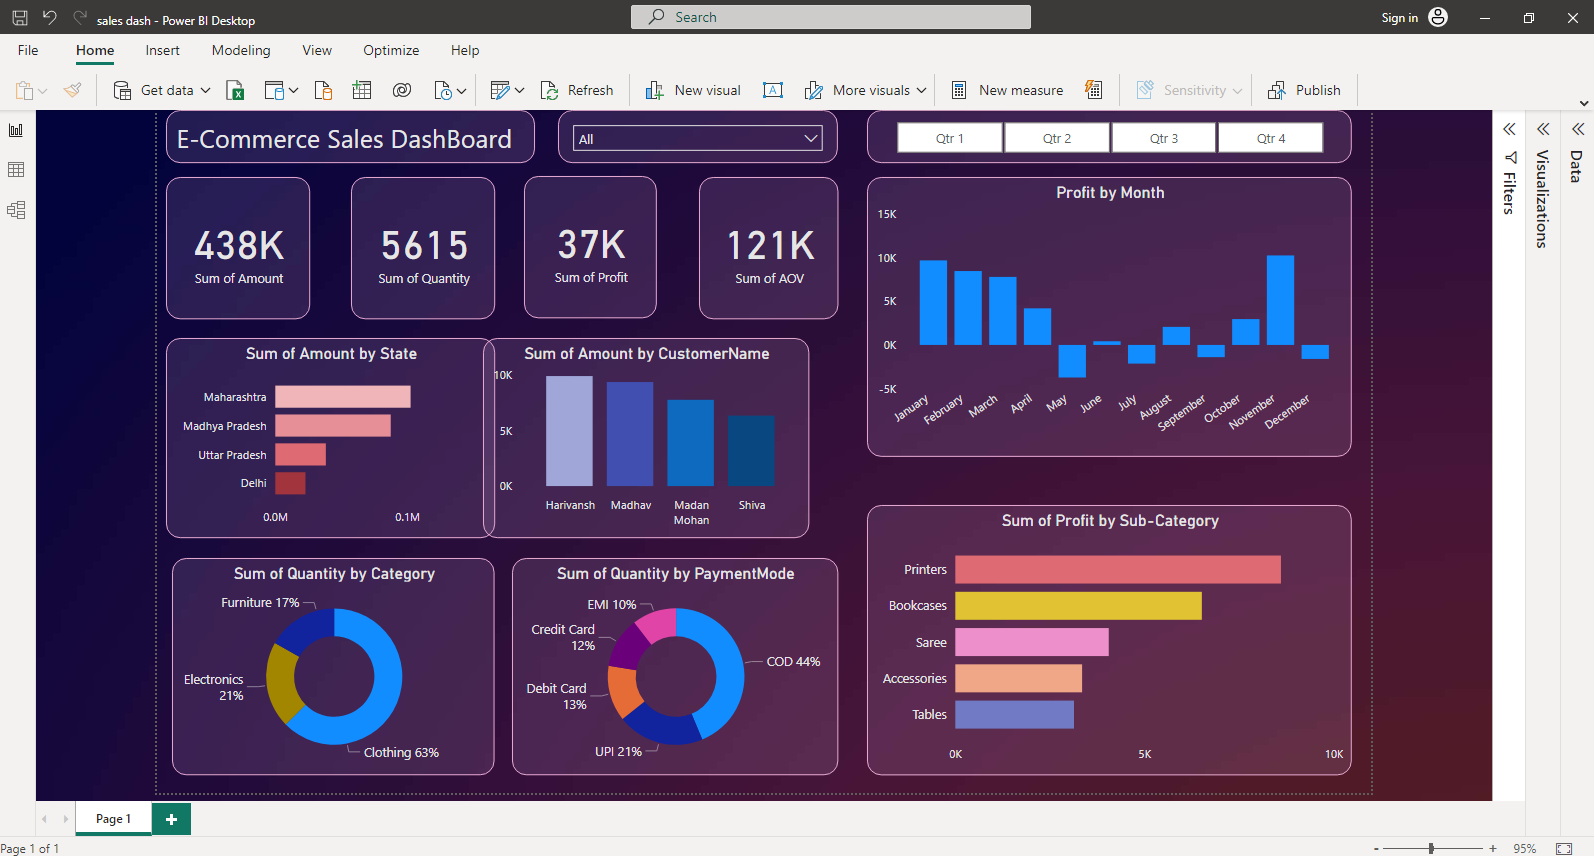 sales dash - Power BI Desktop
Search
Sign in
File
Home
Insert
Modeling
View
Optimize
Help
Get data
Refresh
New visual
More visuals
New measure
Sensitivity
Publish
E-Commerce Sales DashBoard
All
Qtr 1
Qtr 2
Qtr 3
Qtr 4
438K
Sum of Amount
5615
Sum of Quantity
37K
Sum of Profit
121K
Sum of AOV
Profit by Month
15K
10K
5K
0K
-5K
January
February
March
April
May
June
July
August
September
October
November
December
Sum of Amount by State
Maharashtra
Madhya Pradesh
Uttar Pradesh
Delhi
0.0M
0.1M
Sum of Amount by CustomerName
10K
5K
0K
Harivansh
Madhav
Madan
Mohan
Shiva
Sum of Quantity by Category
Furniture 17%
Electronics
21%
Clothing 63%
Sum of Quantity by PaymentMode
EMI 10%
Credit Card
12%
COD 44%
Debit Card
13%
UPI 21%
Sum of Profit by Sub-Category
Printers
Bookcases
Saree
Accessories
Tables
0K
5K
10K
Filters
Visualizations
Data
Page 1
Page 1 of 1
95%